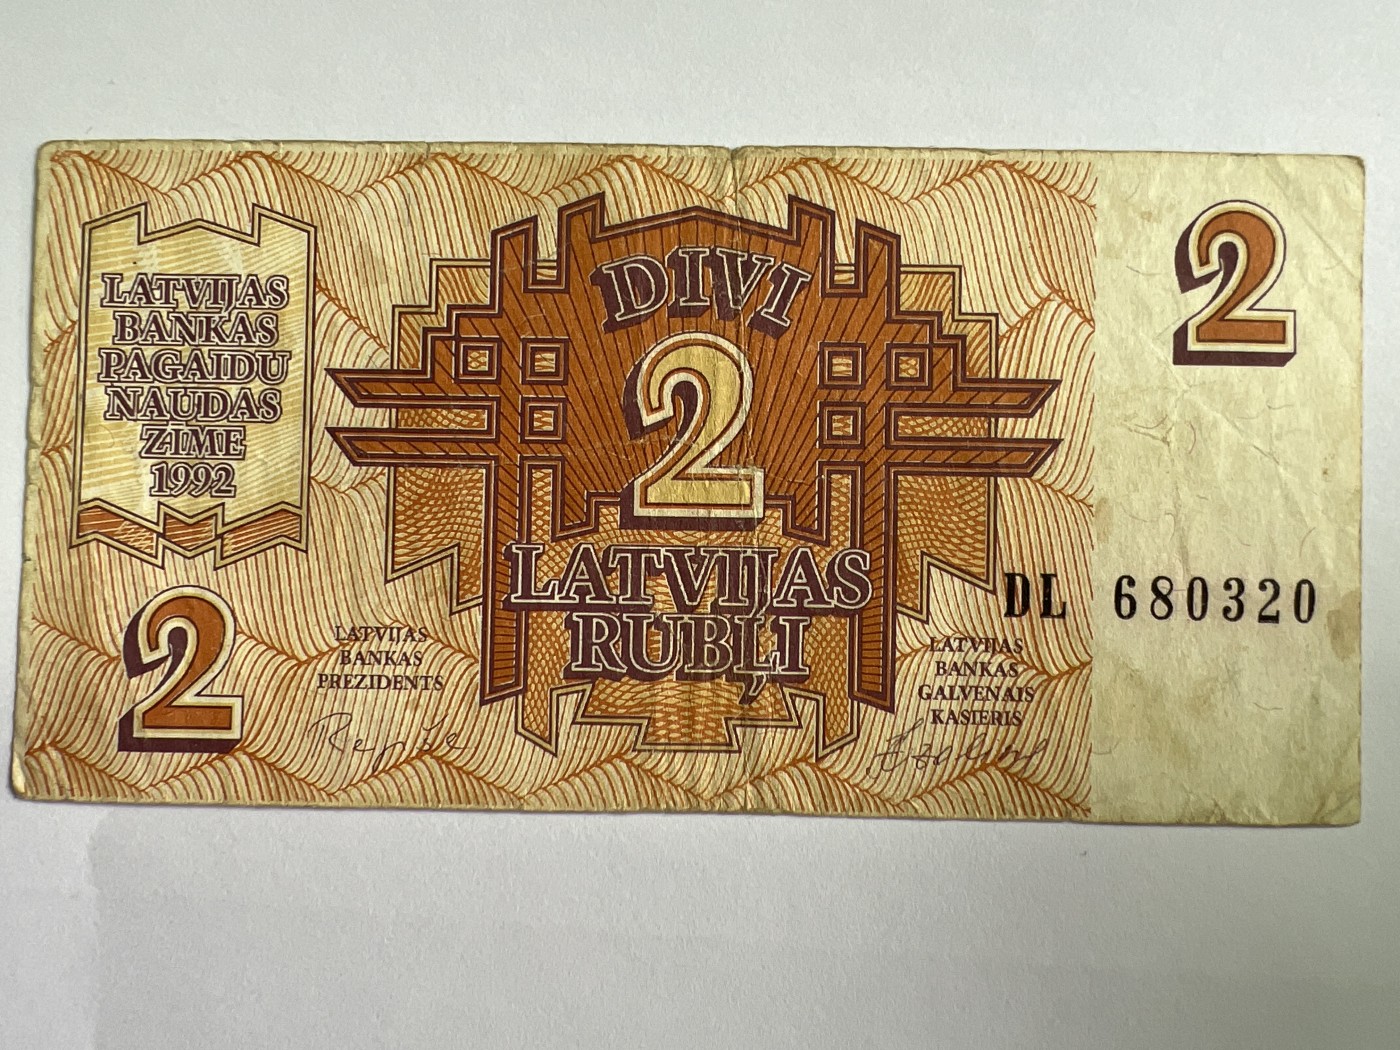 LATVIJAS
BANKAS
PAGAIDU
NAUDAS
ZĪME
1992
DIVI
2
LATVIJAS
RUBĻI
2
2
LATVIJAS
BANKAS
PREZIDENTS
LATVIJAS
BANKAS
GALVENAIS
KASIERIS
DL 680320